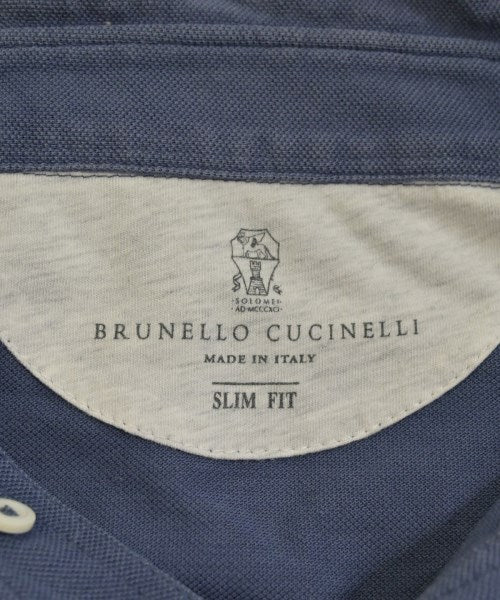 · SOLOMEI ·
AD·MCCCXCI
BRUNELLO CUCINELLI
MADE IN ITALY
SLIM FIT